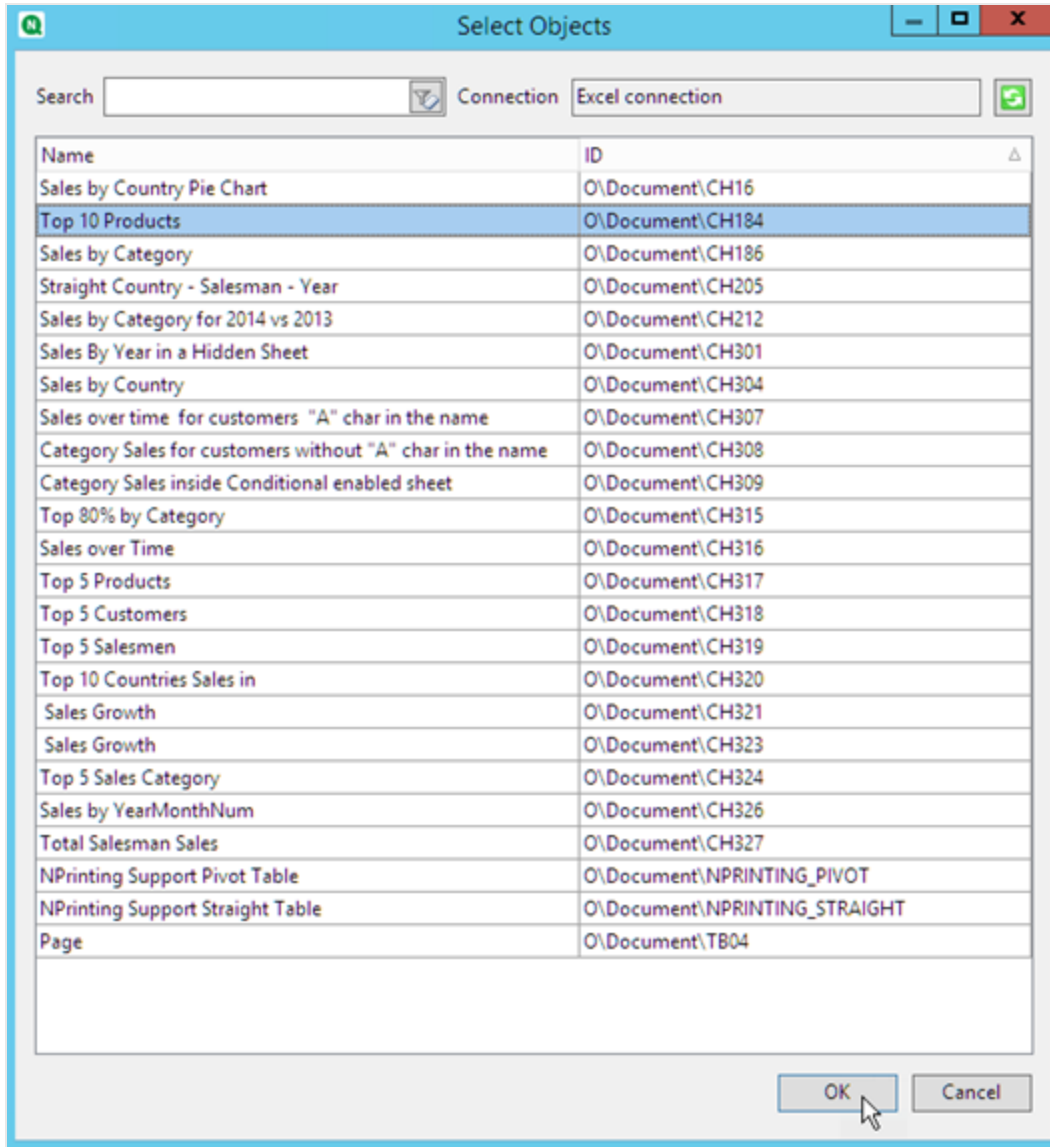 Select Objects
Search Connection Excel connection
Name ID
Sales by Country Pie Chart O\Document\CH16
Top 10 Products O\Document\CH184
Sales by Category O\Document\CH186
Straight Country - Salesman - Year O\Document\CH205
Sales by Category for 2014 vs 2013 O\Document\CH212
Sales By Year in a Hidden Sheet O\Document\CH301
Sales by Country O\Document\CH304
Sales over time for customers "A" char in the name O\Document\CH307
Category Sales for customers without "A" char in the name O\Document\CH308
Category Sales inside Conditional enabled sheet O\Document\CH309
Top 80% by Category O\Document\CH315
Sales over Time O\Document\CH316
Top 5 Products O\Document\CH317
Top 5 Customers O\Document\CH318
Top 5 Salesmen O\Document\CH319
Top 10 Countries Sales in O\Document\CH320
Sales Growth O\Document\CH321
Sales Growth O\Document\CH323
Top 5 Sales Category O\Document\CH324
Sales by YearMonthNum O\Document\CH326
Total Salesman Sales O\Document\CH327
NPrinting Support Pivot Table O\Document\NPRINTING_PIVOT
NPrinting Support Straight Table O\Document\NPRINTING_STRAIGHT
Page O\Document\TB04
OK Cancel